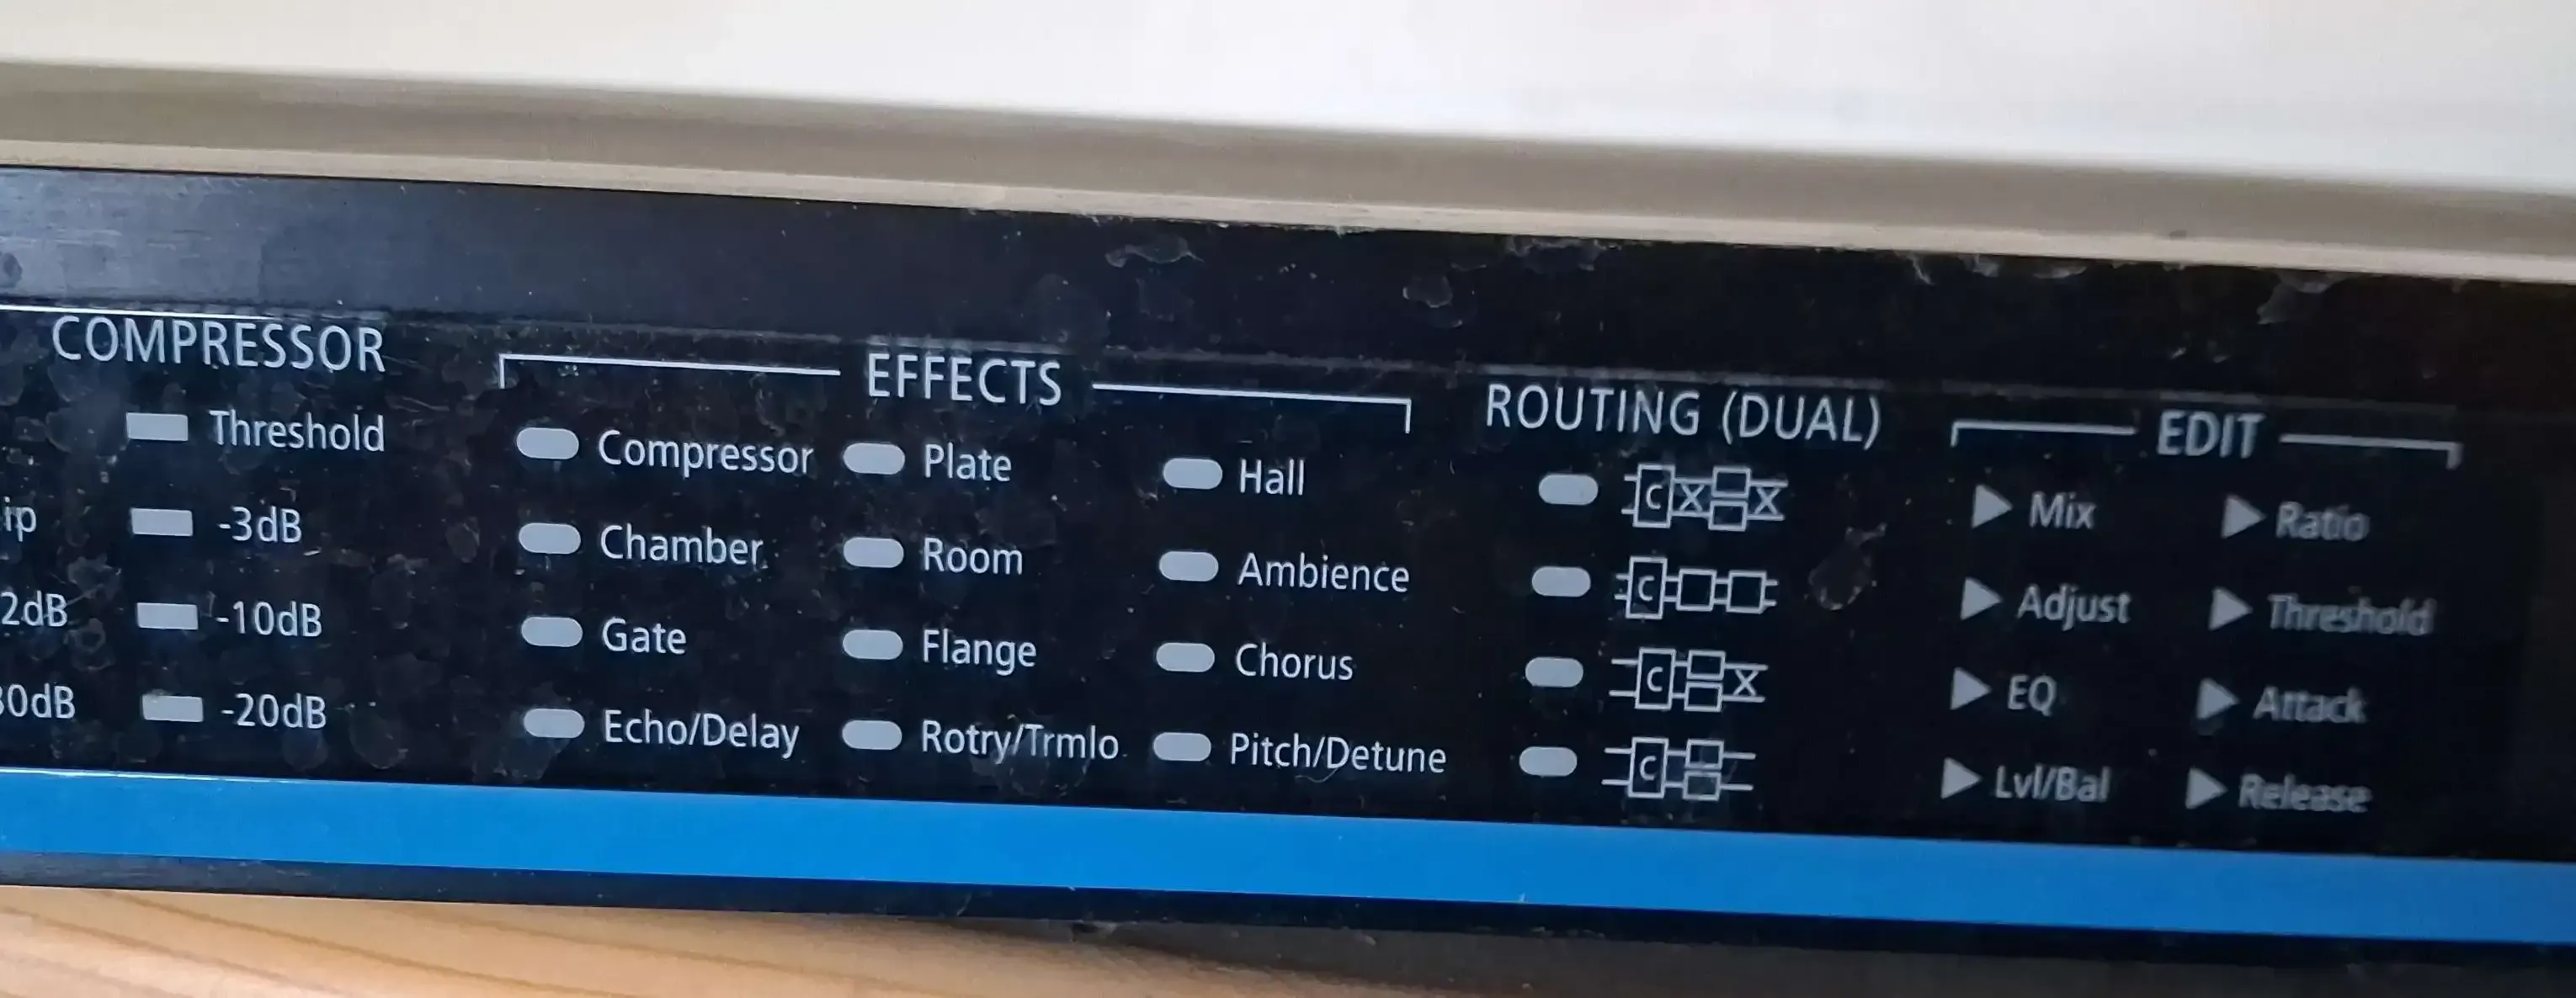 COMPRESSOR
Threshold
-3dB
2dB -10dB
-20dB
EFFECTS
Compressor Plate Hall
Chamber Room Ambience
Gate Flange Chorus
Echo/Delay Rotry/Trmlo Pitch/Detune
ROUTING (DUAL)
C X X
C
C X
C
EDIT
Mix Ratio
Adjust Threshold
EQ Attack
Lvl/Bal Release